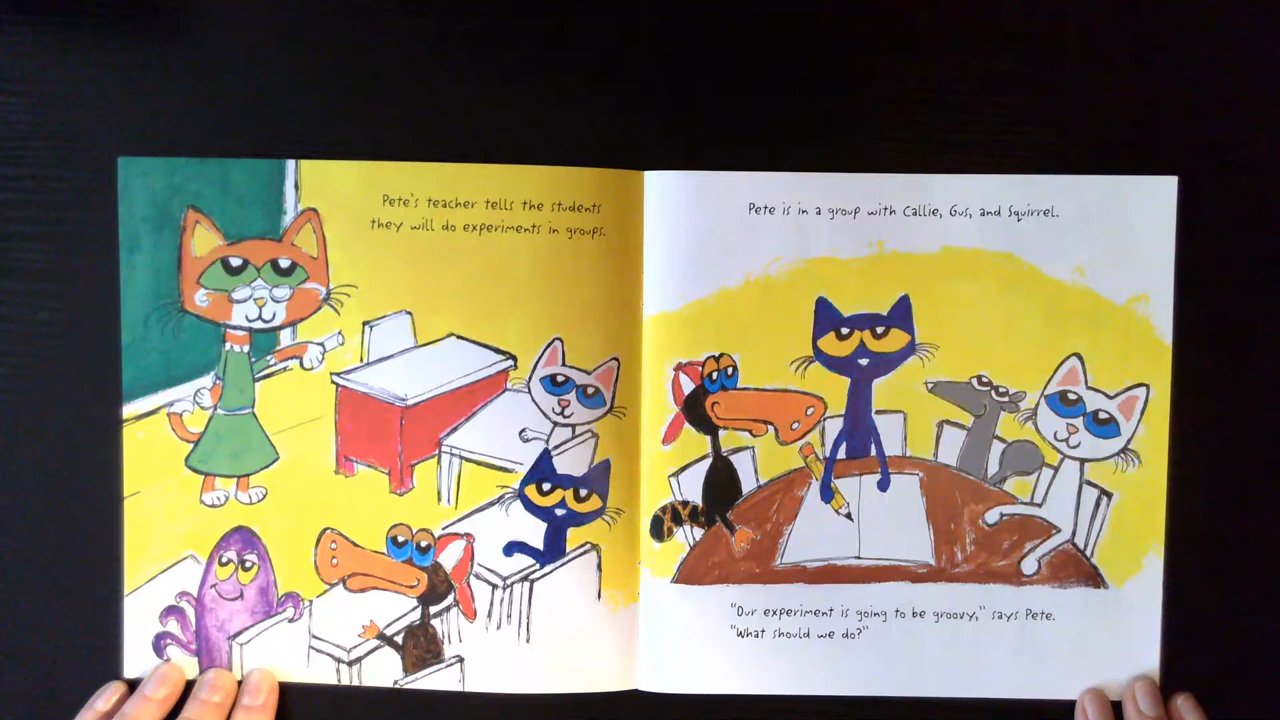 Pete's teacher tells the students
they will do experiments in groups.
Pete is in a group with Callie, Gus, and Squirrel.
"Our experiment is going to be groovy," says Pete.
"What should we do?"